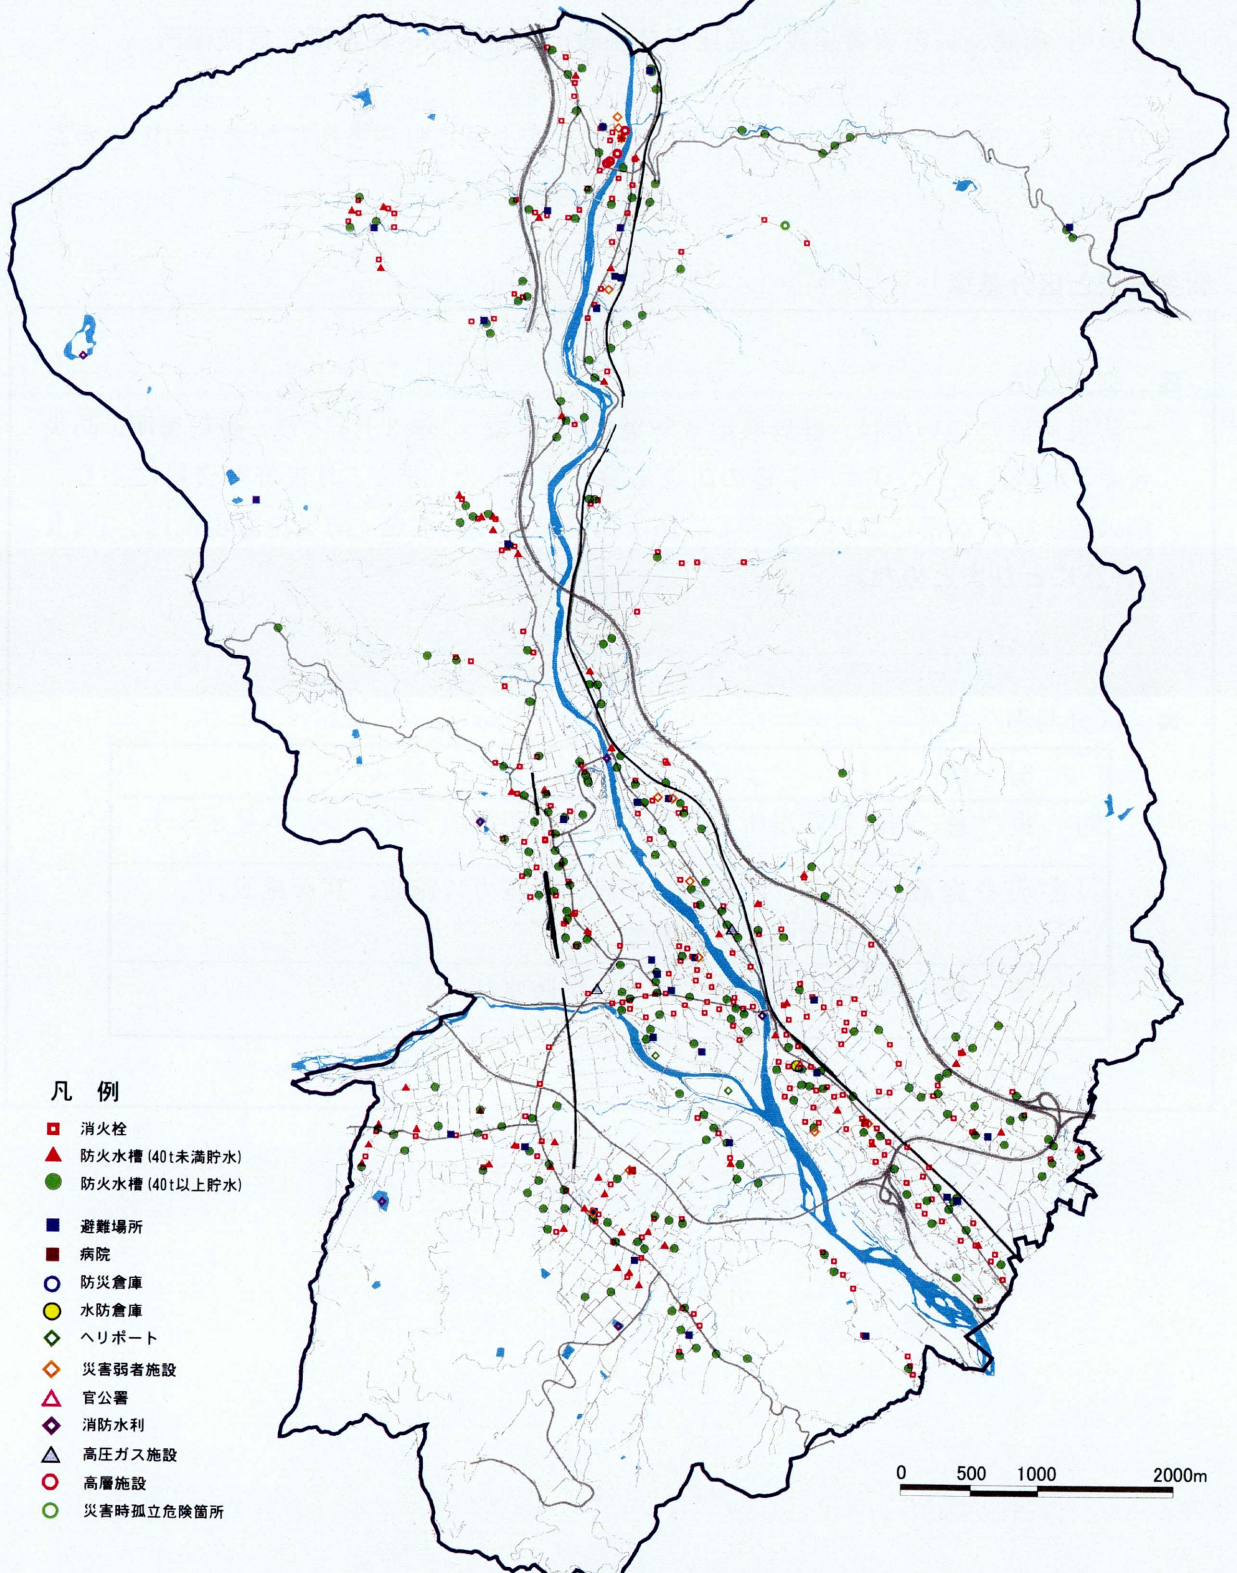 凡 例
消火栓
防火水槽(40t未満貯水)
防火水槽(40t以上貯水)
避難場所
病院
防災倉庫
水防倉庫
ヘリポート
災害弱者施設
官公署
消防水利
高圧ガス施設
高層施設
災害時孤立危険箇所
0 500 1000 2000m